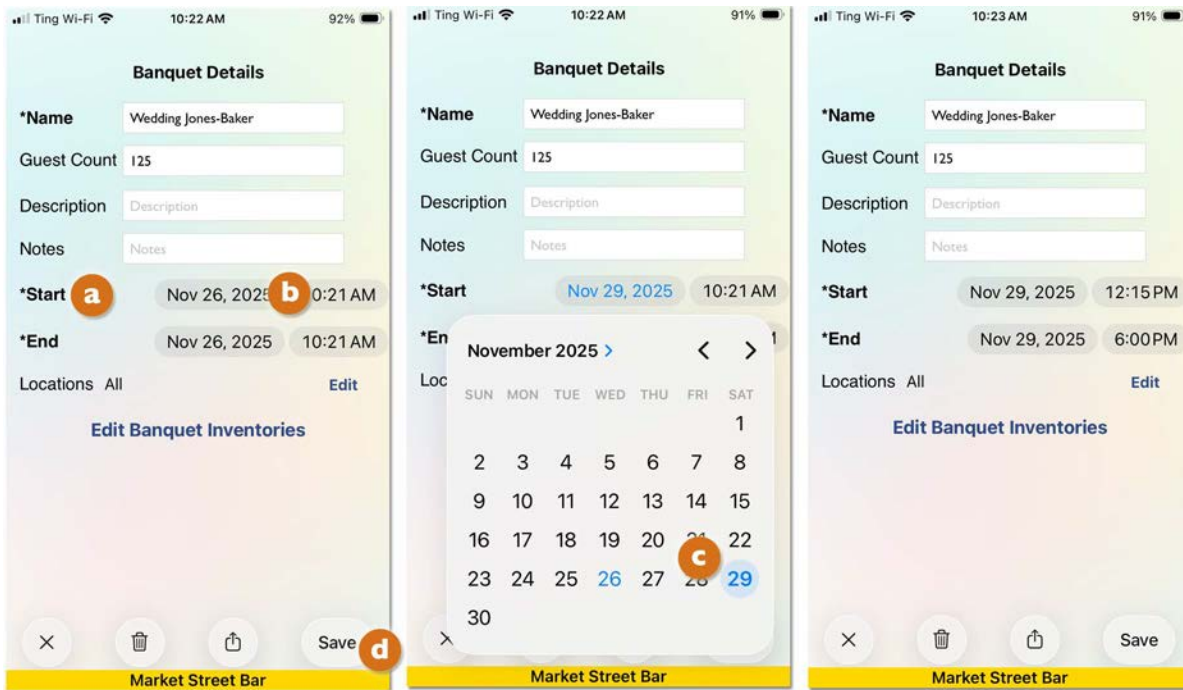 Ting Wi-Fi 10:22 AM 92%
Banquet Details
*Name Wedding Jones-Baker
Guest Count 125
Description Description
Notes Notes
*Start a Nov 26, 2025 b 0:21 AM
*End Nov 26, 2025 10:21 AM
Locations All Edit
Edit Banquet Inventories
Save d
Market Street Bar
Ting Wi-Fi 10:22 AM 91%
Banquet Details
*Name Wedding Jones-Baker
Guest Count 125
Description Description
Notes Notes
*Start Nov 29, 2025 10:21 AM
*En
Loc
November 2025
SUN MON TUE WED THU FRI SAT
1
2 3 4 5 6 7 8
9 10 11 12 13 14 15
16 17 18 19 20 21 22
c
23 24 25 26 27 28 29
30
Market Street Bar
Ting Wi-Fi 10:23 AM 91%
Banquet Details
*Name Wedding Jones-Baker
Guest Count 125
Description Description
Notes Notes
*Start Nov 29, 2025 12:15 PM
*End Nov 29, 2025 6:00 PM
Locations All Edit
Edit Banquet Inventories
Save
Market Street Bar